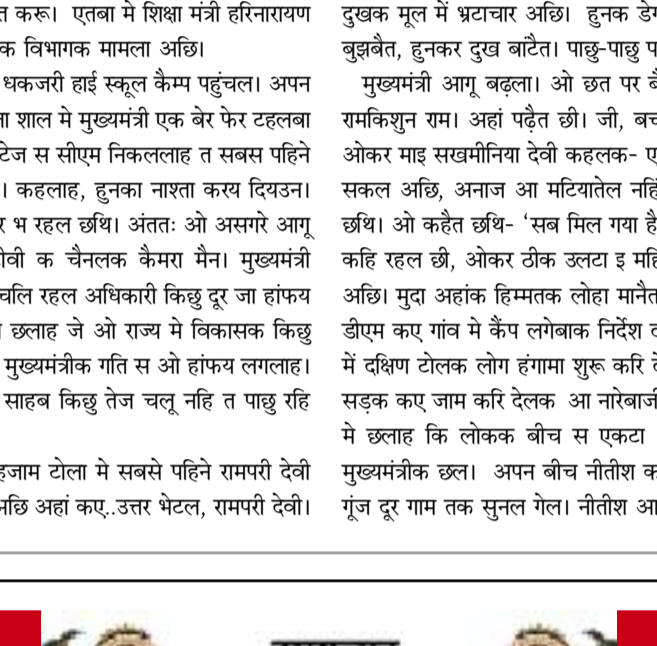 त करू। एतबा मे शिक्षा मंत्री हरिनारायण
क विभागक मामला अछि।
धकजरी हाई स्कूल कैम्प पहुंचल। अपन
शाल मे मुख्यमंत्री एक बेर फेर टहलबा
टेज स सीएम निकललाह त सबस पहिने
। कहलाह, हुनका नाश्ता करय दियउन।
र भ रहल छथि। अंततः ओ असगरे आगू
क चैनलक कैमरा मैन। मुख्यमंत्री
चलि रहल अधिकारी किछु दूर जा हांफय
छलाह जे ओ राज्य मे विकासक किछु
मुख्यमंत्रीक गति स ओ हांफय लगलाह।
साहब किछु तेज चलू नहि त पाछु रहि
हजाम टोला मे सबसे पहिने रामपरी देवी
अछि अहां कए..उत्तर भेटल, रामपरी देवी।
दुखक मूल में भ्रटाचार अछि। हुनक डेग
बुझबैत, हुनकर दुख बांटैत। पाछु-पाछु प
मुख्यमंत्री आगू बढ़ला। ओ छत पर बै
रामकिशुन राम। अहां पढ़ैत छी। जी, बच
ओकर माइ सखमीनिया देवी कहलक- ए
सकल अछि, अनाज आ मटियातेल नहि
छथि। ओ कहैत छथि- ‘सब मिल गया है
कहि रहल छी, ओकर ठीक उलटा इ महि
अछि। मुदा अहांक हिम्मतक लोहा मानैत
डीएम कए गांव मे कैंप लगेबाक निर्देश द
में दक्षिण टोलक लोग हंगामा शुरू करि दे
सड़क कए जाम करि देलक आ नारेबाजी
मे छलाह कि लोकक बीच स एकटा
मुख्यमंत्रीक छल। अपन बीच नीतीश क
गूंज दूर गाम तक सुनल गेल। नीतीश आ